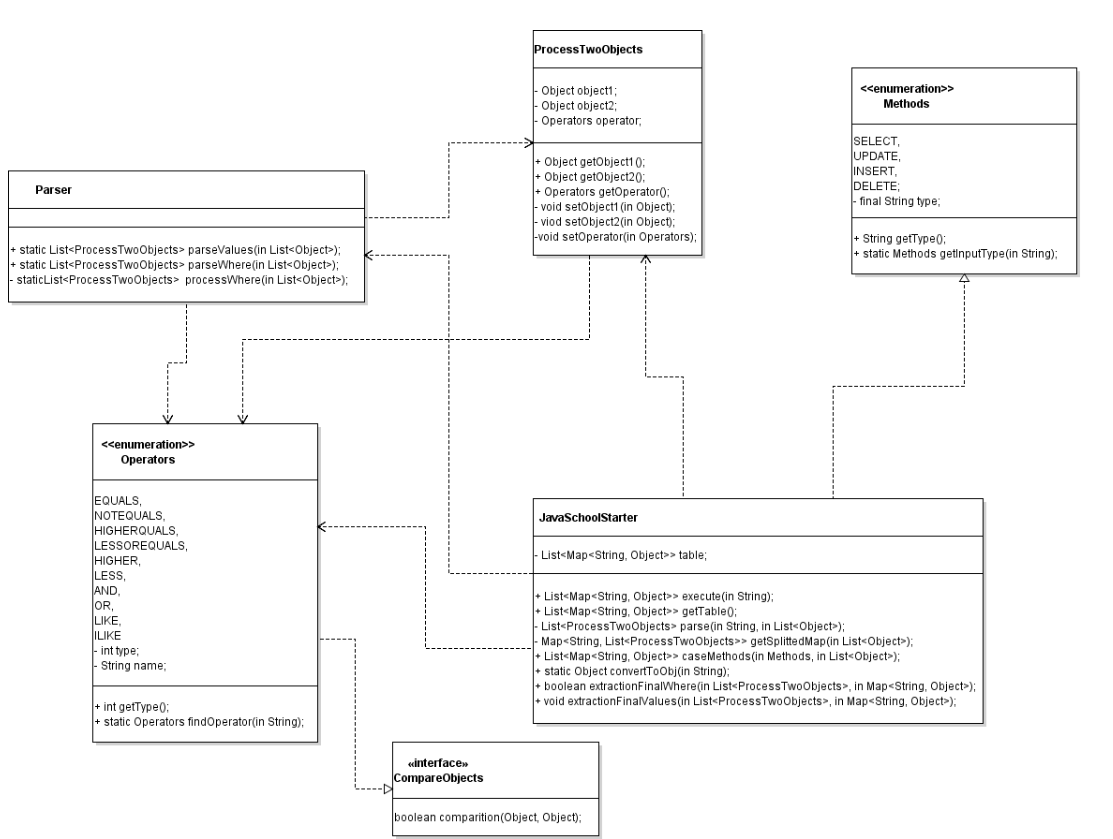 ProcessTwoObjects
- Object object1;
- Object object2;
- Operators operator;
+ Object getObject1();
+ Object getObject2();
+ Operators getOperator();
- void setObject1(in Object);
- viod setObject2(in Object);
-void setOperator(in Operators);
<<enumeration>>
Methods
SELECT,
UPDATE,
INSERT,
DELETE;
- final String type;
+ String getType();
+ static Methods getInputType(in String);
Parser
+ static List<ProcessTwoObjects> parseValues(in List<Object>);
+ static List<ProcessTwoObjects> parseWhere(in List<Object>);
- staticList<ProcessTwoObjects> processWhere(in List<Object>);
<<enumeration>>
Operators
EQUALS,
NOTEQUALS,
HIGHERQUALS,
LESSOREQUALS,
HIGHER,
LESS,
AND,
OR,
LIKE,
ILIKE
- int type;
- String name;
+ int getType();
+ static Operators findOperator(in String);
JavaSchoolStarter
- List<Map<String, Object>> table;
+ List<Map<String, Object>> execute(in String);
+ List<Map<String, Object>> getTable();
- List<ProcessTwoObjects> parse(in String, in List<Object>);
- Map<String, List<ProcessTwoObjects>> getSplittedMap(in List<Object>);
+ List<Map<String, Object>> caseMethods(in Methods, in List<Object>);
+ static Object convertToObj(in String);
+ boolean extractionFinalWhere(in List<ProcessTwoObjects>, in Map<String, Object>);
+ void extractionFinalValues(in List<ProcessTwoObjects>, in Map<String, Object>);
«interface»
CompareObjects
boolean comparition(Object, Object);